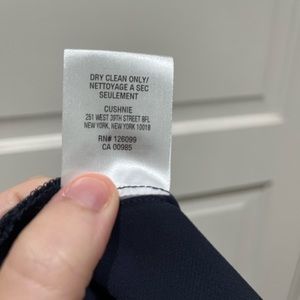 DRY CLEAN ONLY/
NETTOYAGE A SEC
SEULEMENT
CUSHNIE
251 WEST 39TH STREET 8FL
NEW YORK, NEW YORK 10018
RN# 126099
CA 00985